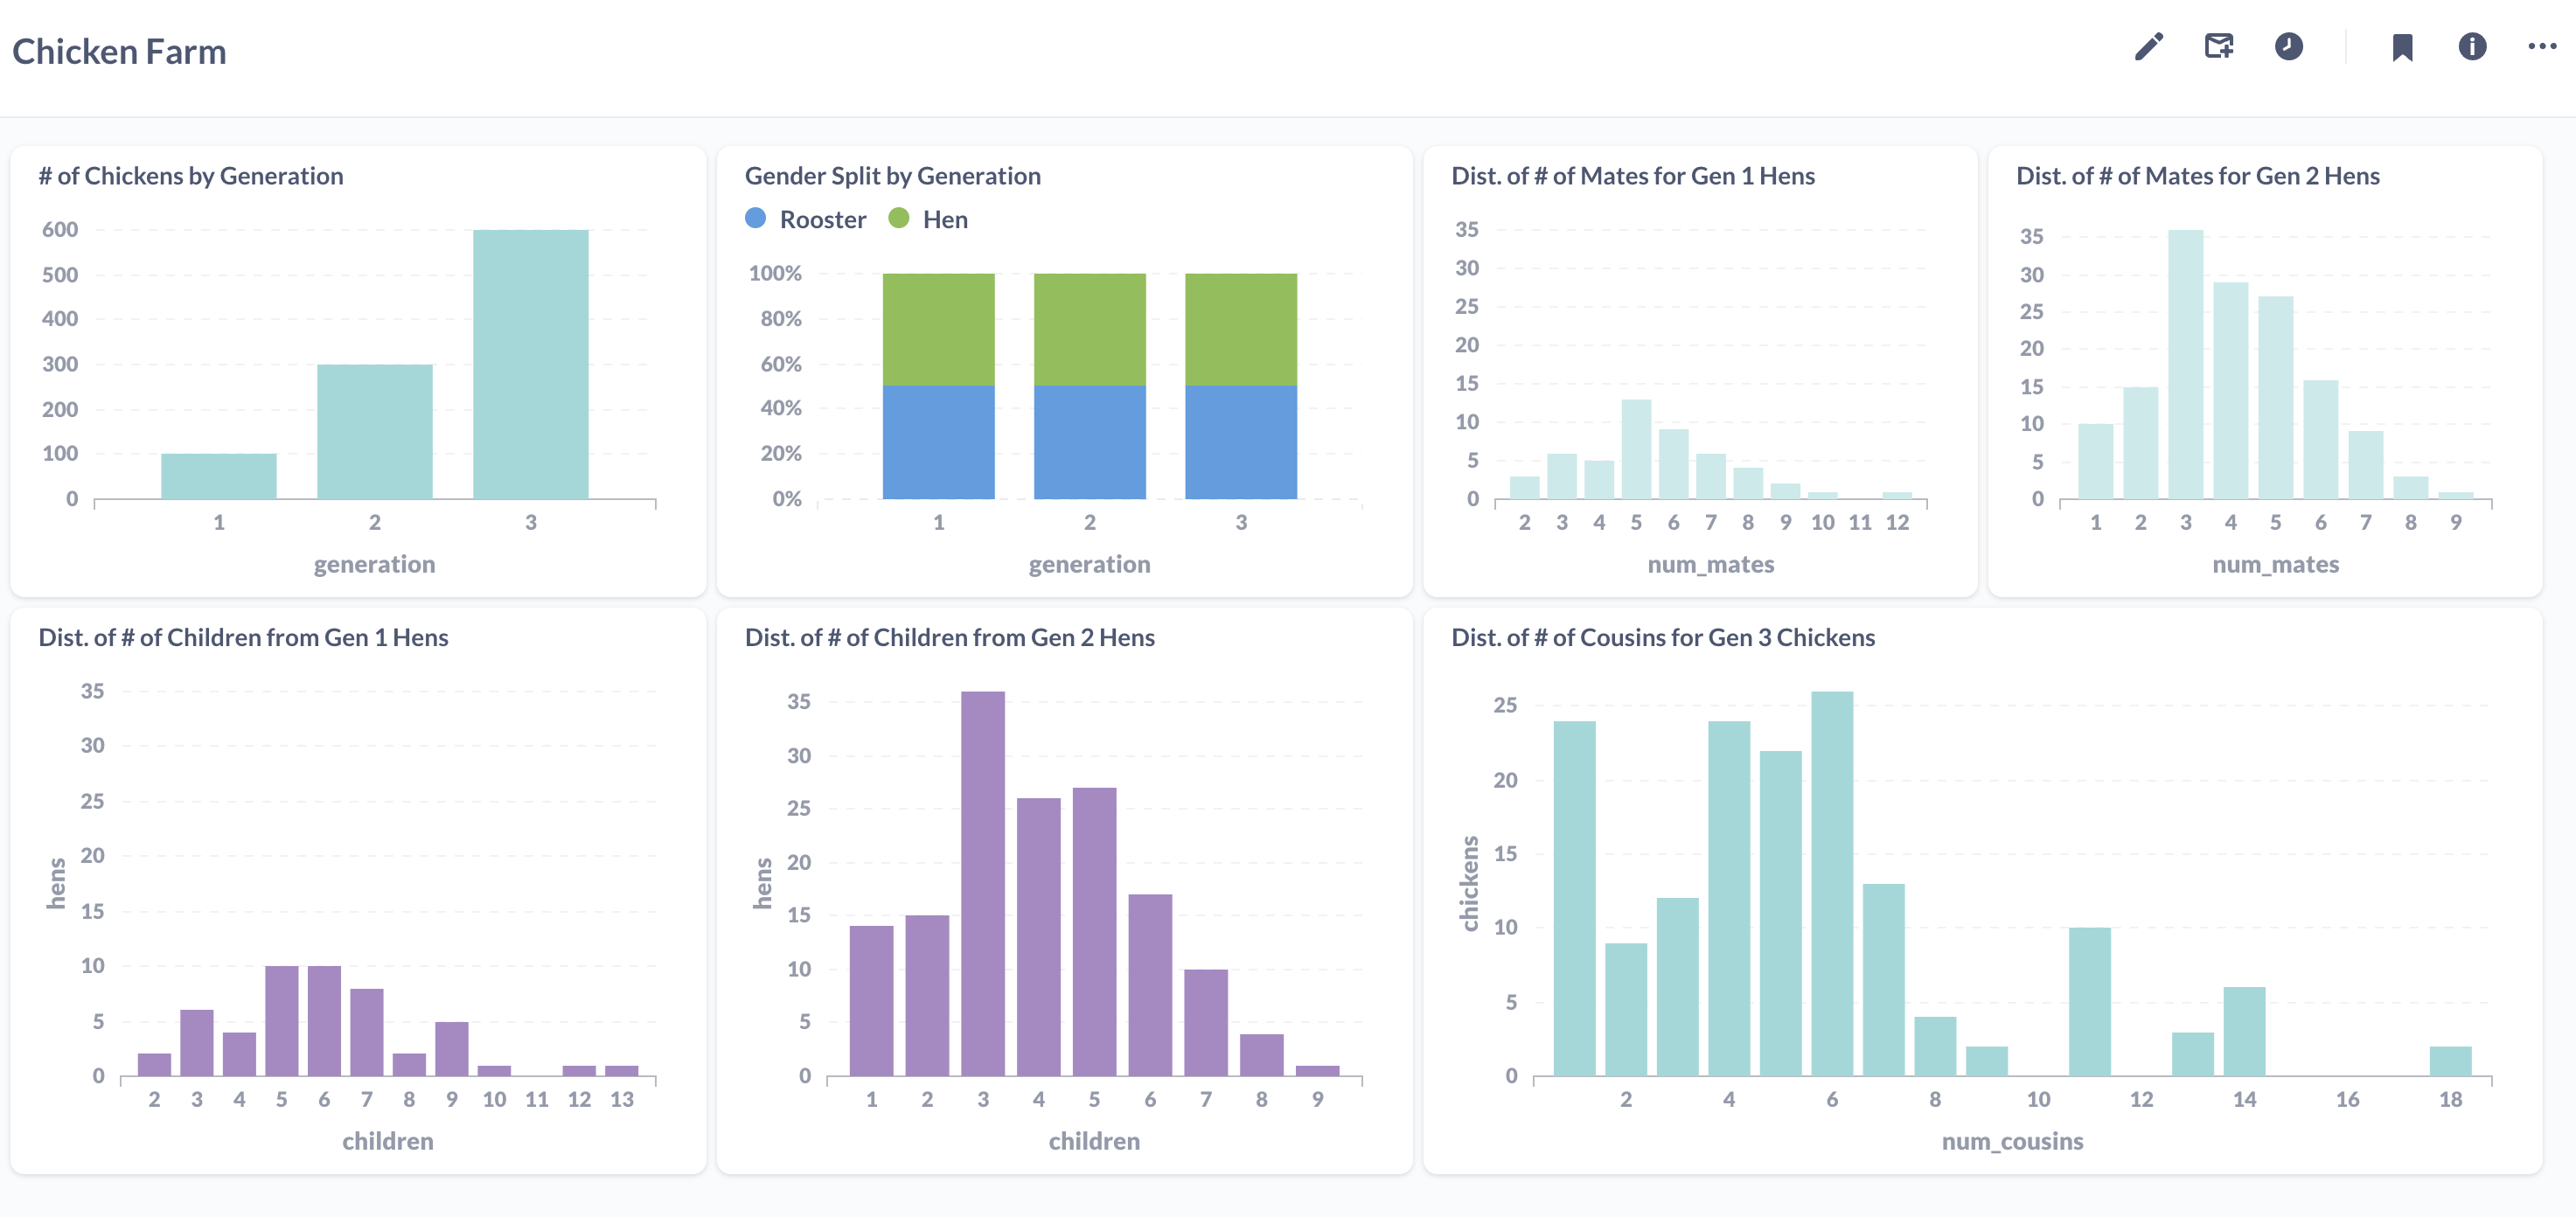 Chicken Farm
# of Chickens by Generation
600
500
400
300
200
100
0
1 2 3
generation
Gender Split by Generation
Rooster Hen
100%
80%
60%
40%
20%
0%
1 2 3
generation
Dist. of # of Mates for Gen 1 Hens
35
30
25
20
15
10
5
0
2 3 4 5 6 7 8 9 10 11 12
num_mates
Dist. of # of Mates for Gen 2 Hens
35
30
25
20
15
10
5
0
1 2 3 4 5 6 7 8 9
num_mates
Dist. of # of Children from Gen 1 Hens
hens
35
30
25
20
15
10
5
0
2 3 4 5 6 7 8 9 10 11 12 13
children
Dist. of # of Children from Gen 2 Hens
hens
35
30
25
20
15
10
5
0
1 2 3 4 5 6 7 8 9
children
Dist. of # of Cousins for Gen 3 Chickens
chickens
25
20
15
10
5
0
2 4 6 8 10 12 14 16 18
num_cousins